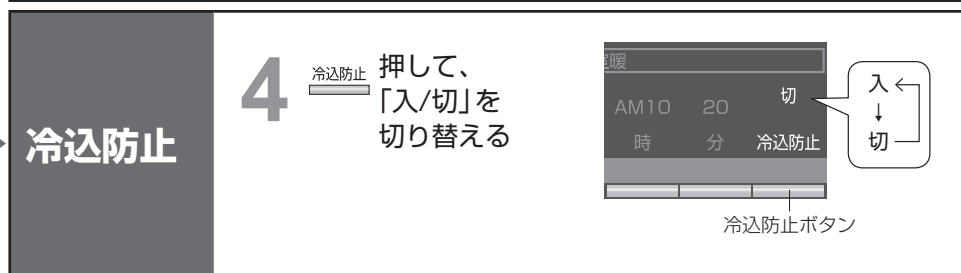 冷込防止
4 冷込防止 押して、
「入/切」を
切り替える
室暖
AM10 20 切
時 分 冷込防止
入
↓
切
冷込防止ボタン